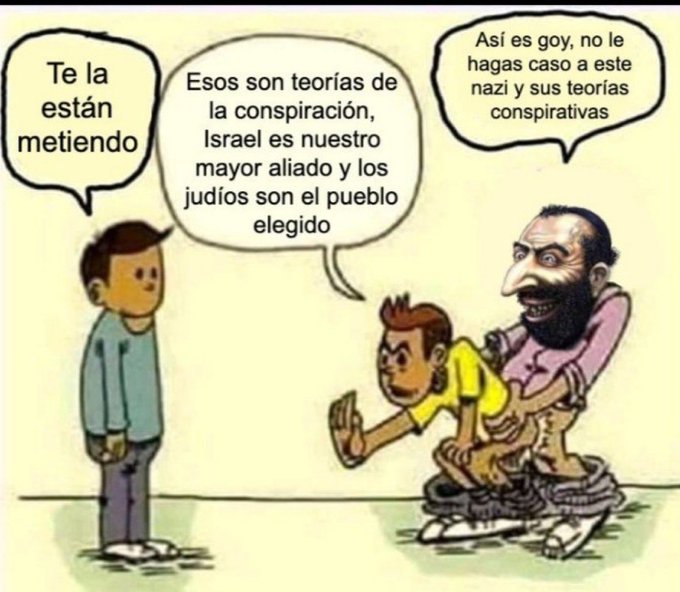 Te la
están
metiendo
Esos son teorías de
la conspiración,
Israel es nuestro
mayor aliado y los
judíos son el pueblo
elegido
Así es goy, no le
hagas caso a este
nazi y sus teorías
conspirativas